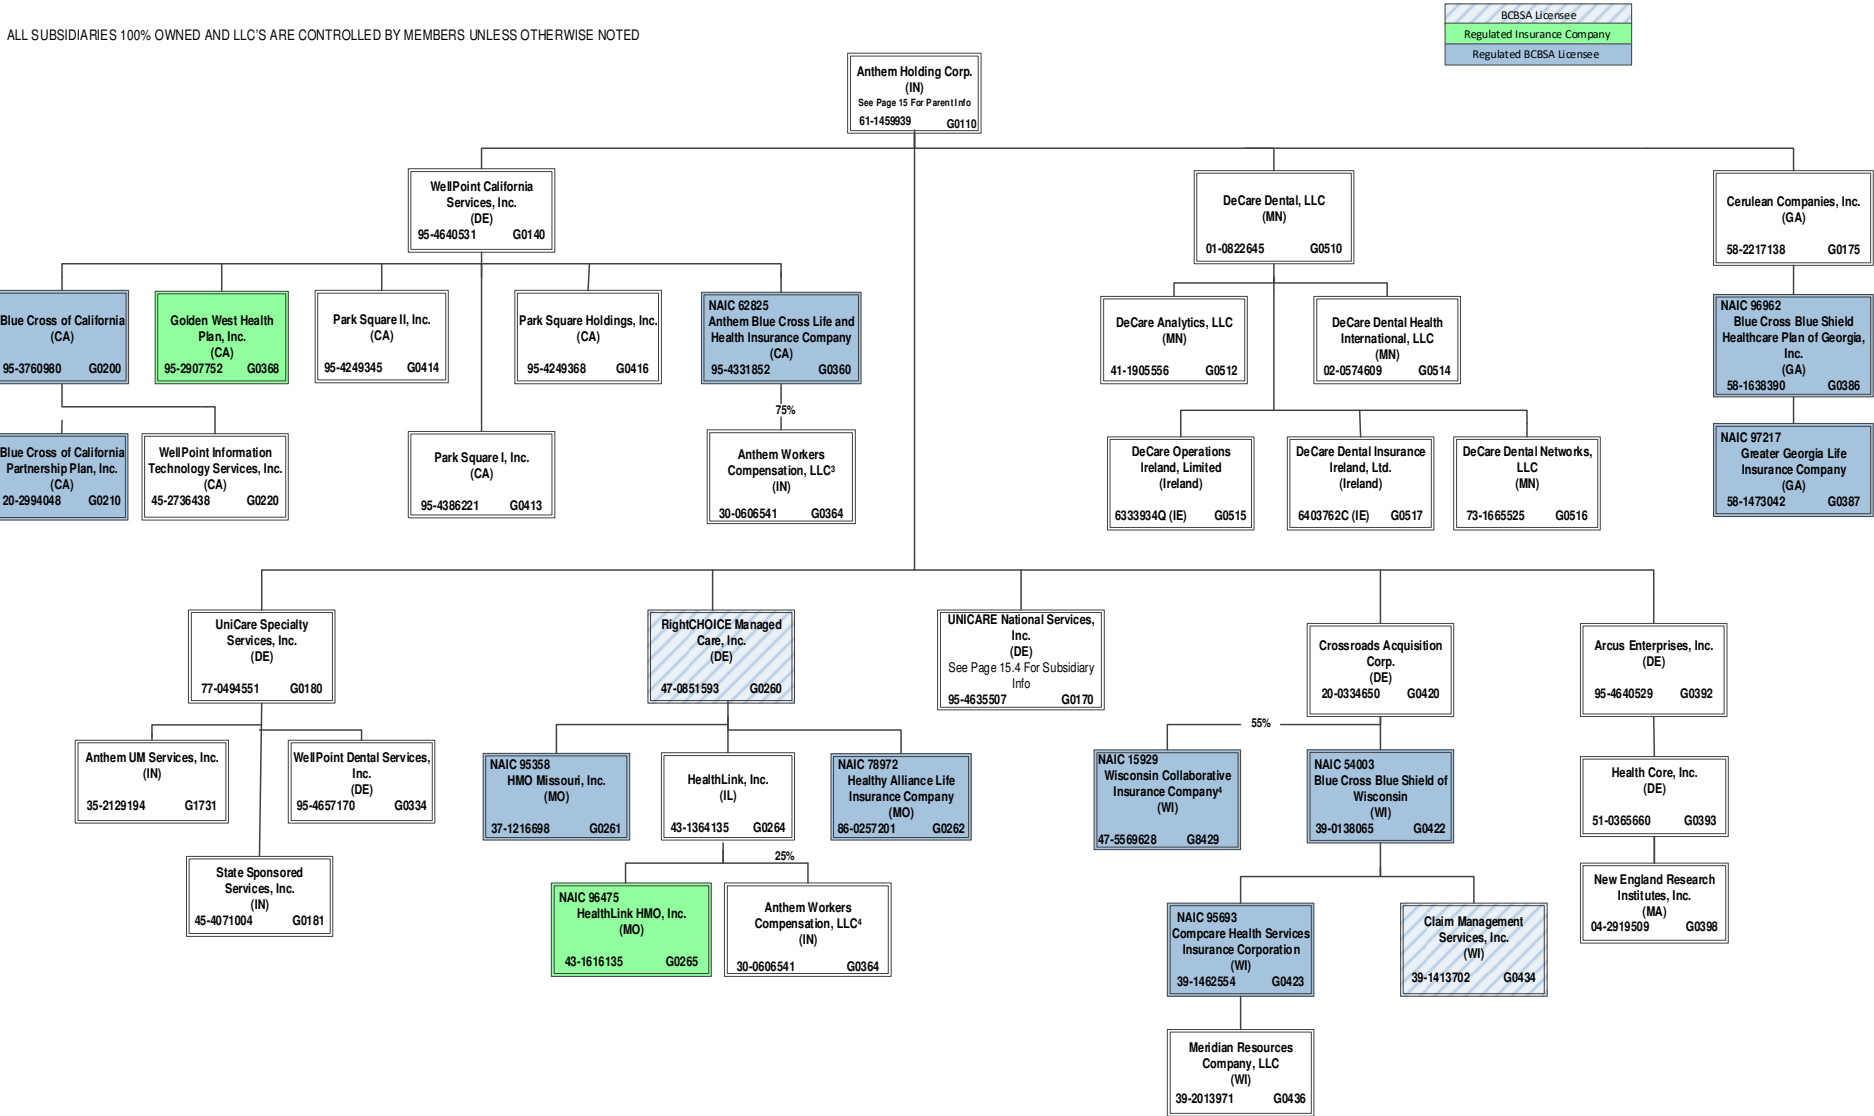 ALL SUBSIDIARIES 100% OWNED AND LLC'S ARE CONTROLLED BY MEMBERS UNLESS OTHERWISE NOTED
BCBSA Licensee
Regulated Insurance Company
Regulated BCBSA Licensee
Anthem Holding Corp.
(IN)
See Page 15 For Parent Info
61-1459939 G0110
WellPoint California
Services, Inc.
(DE)
95-4640531 G0140
DeCare Dental, LLC
(MN)
01-0822645 G0510
Cerulean Companies, Inc.
(GA)
58-2217138 G0175
Blue Cross of California
(CA)
95-3760980 G0200
Golden West Health
Plan, Inc.
(CA)
95-2907752 G0368
Park Square II, Inc.
(CA)
95-4249345 G0414
Park Square Holdings, Inc.
(CA)
95-4249368 G0416
NAIC 62825
Anthem Blue Cross Life and
Health Insurance Company
(CA)
95-4331852 G0360
DeCare Analytics, LLC
(MN)
41-1905556 G0512
DeCare Dental Health
International, LLC
(MN)
02-0574609 G0514
NAIC 96962
Blue Cross Blue Shield
Healthcare Plan of Georgia,
Inc.
(GA)
58-1638390 G0386
75%
Blue Cross of California
Partnership Plan, Inc.
(CA)
20-2994048 G0210
WellPoint Information
Technology Services, Inc.
(CA)
45-2736438 G0220
Park Square I, Inc.
(CA)
95-4386221 G0413
Anthem Workers
Compensation, LLC³
(IN)
30-0606541 G0364
DeCare Operations
Ireland, Limited
(Ireland)
6333934Q (IE) G0515
DeCare Dental Insurance
Ireland, Ltd.
(Ireland)
6403762C (IE) G0517
DeCare Dental Networks,
LLC
(MN)
73-1665525 G0516
NAIC 97217
Greater Georgia Life
Insurance Company
(GA)
58-1473042 G0387
UniCare Specialty
Services, Inc.
(DE)
77-0494551 G0180
RightCHOICE Managed
Care, Inc.
(DE)
47-0851593 G0260
UNICARE National Services,
Inc.
(DE)
See Page 15.4 For Subsidiary
Info
95-4635507 G0170
Crossroads Acquisition
Corp.
(DE)
20-0334650 G0420
Arcus Enterprises, Inc.
(DE)
95-4640529 G0392
55%
Anthem UM Services, Inc.
(IN)
35-2129194 G1731
WellPoint Dental Services,
Inc.
(DE)
95-4657170 G0334
NAIC 95358
HMO Missouri, Inc.
(MO)
37-1216698 G0261
HealthLink, Inc.
(IL)
43-1364135 G0264
NAIC 78972
Healthy Alliance Life
Insurance Company
(MO)
86-0257201 G0262
NAIC 15929
Wisconsin Collaborative
Insurance Company⁴
(WI)
47-5569628 G8429
NAIC 54003
Blue Cross Blue Shield of
Wisconsin
(WI)
39-0138065 G0422
Health Core, Inc.
(DE)
51-0365660 G0393
25%
State Sponsored
Services, Inc.
(IN)
45-4071004 G0181
NAIC 96475
HealthLink HMO, Inc.
(MO)
43-1616135 G0265
Anthem Workers
Compensation, LLC⁴
(IN)
30-0606541 G0364
NAIC 95693
Compcare Health Services
Insurance Corporation
(WI)
39-1462554 G0423
Claim Management
Services, Inc.
(WI)
39-1413702 G0434
New England Research
Institutes, Inc.
(MA)
04-2919509 G0398
Meridian Resources
Company, LLC
(WI)
39-2013971 G0436